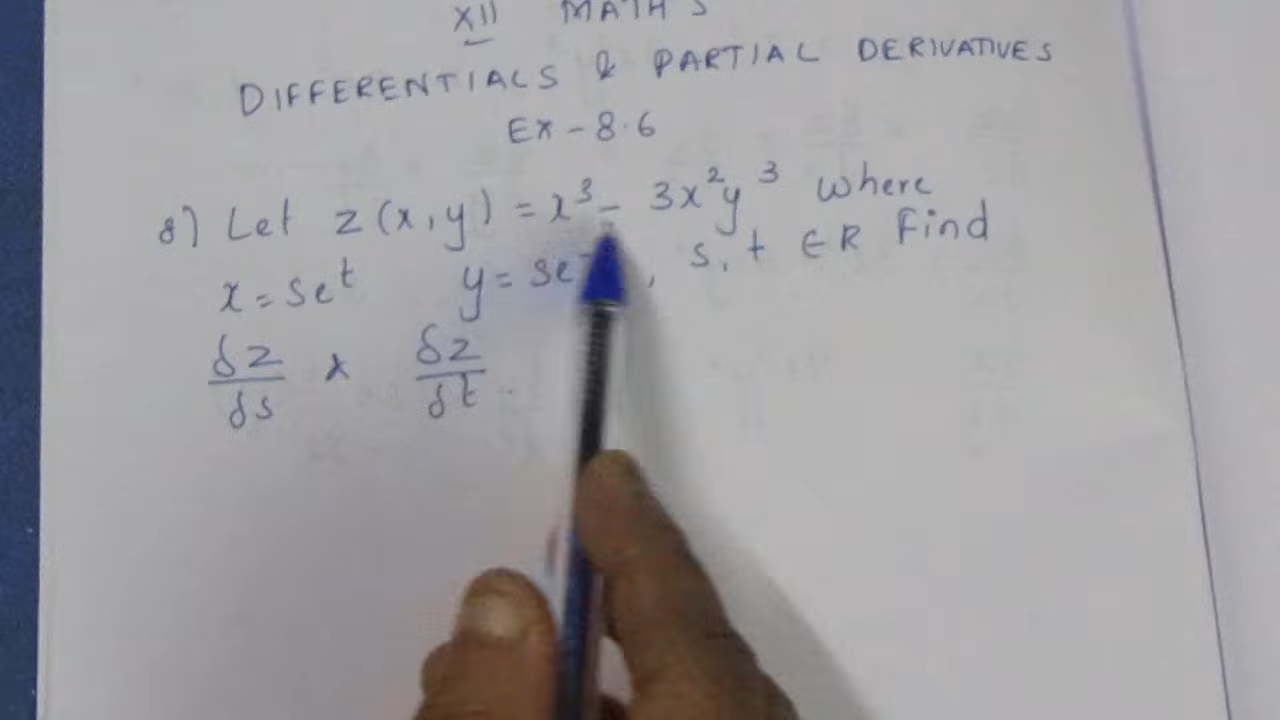 XII MATHS
DIFFERENTIALS & PARTIAL DERIVATIVES
EX - 8.6
8) Let z(x,y) = x³ - 3x²y³ where
x = se^t y = se , s, t ∈ R Find
δz/δs & δz/δt.